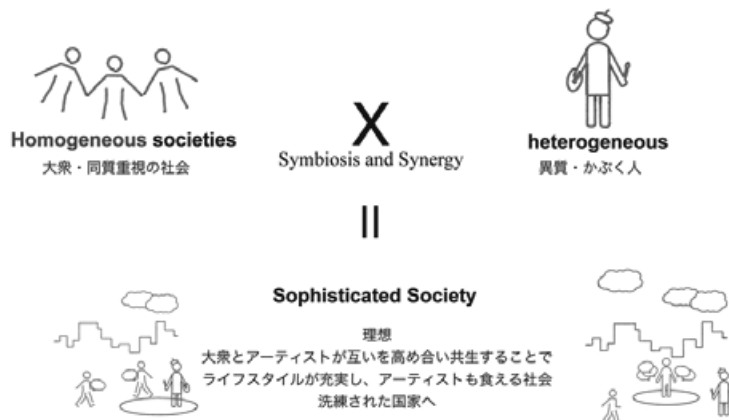 Homogeneous societies
大衆・同質重視の社会
X
Symbiosis and Synergy
heterogeneous
異質・かぶく人
=
Sophisticated Society
理想
大衆とアーティストが互いを高め合い共生することで
ライフスタイルが充実し、アーティストも食える社会
洗練された国家へ